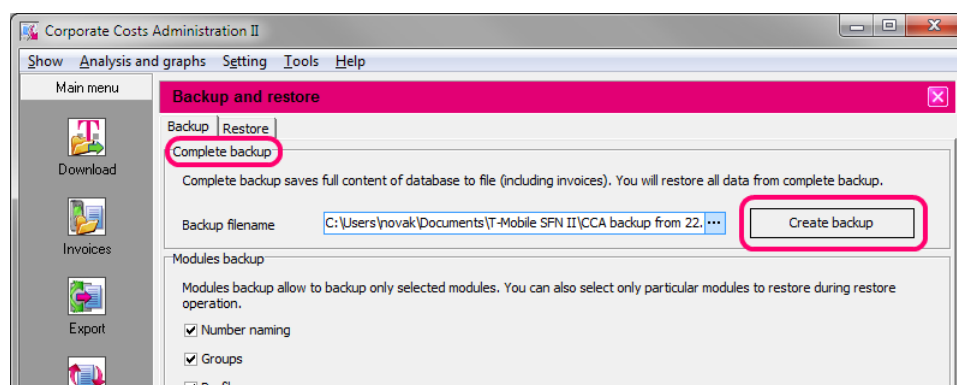 Corporate Costs Administration II
Show Analysis and graphs Setting Tools Help
Main menu
Backup and restore
Backup Restore
Complete backup
Download
Complete backup saves full content of database to file (including invoices). You will restore all data from complete backup.
Backup filename C:\Users\novak\Documents\T-Mobile SFN II\CCA backup from 22. ... Create backup
Invoices
Modules backup
Modules backup allow to backup only selected modules. You can also select only particular modules to restore during restore
operation.
Export
Number naming
Groups